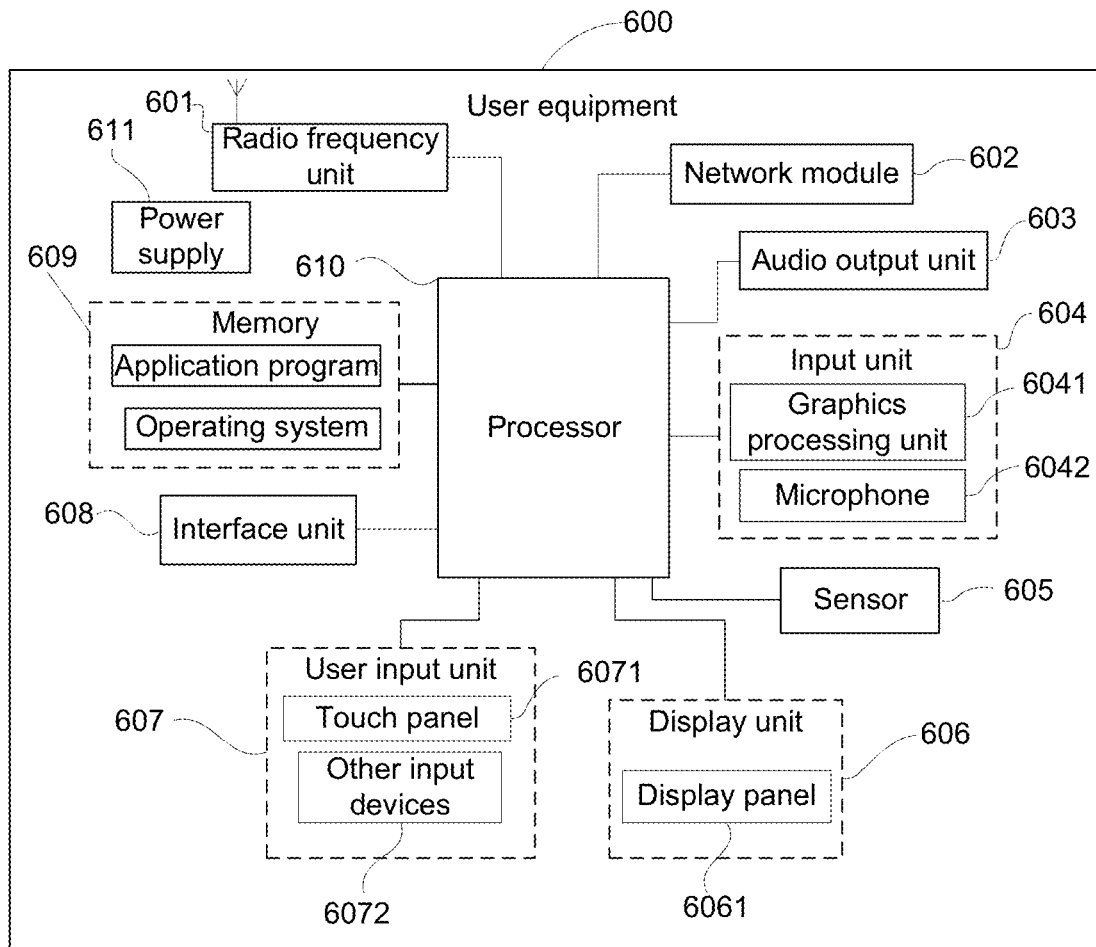 600
User equipment
601
Radio frequency
unit
611
Power
supply
Network module
602
609
610
Audio output unit
603
Memory
Application program
Operating system
Processor
604
Input unit
Graphics
processing unit
6041
Microphone
6042
608
Interface unit
Sensor
605
User input unit
6071
607
Touch panel
Other input
devices
6072
Display unit
606
Display panel
6061